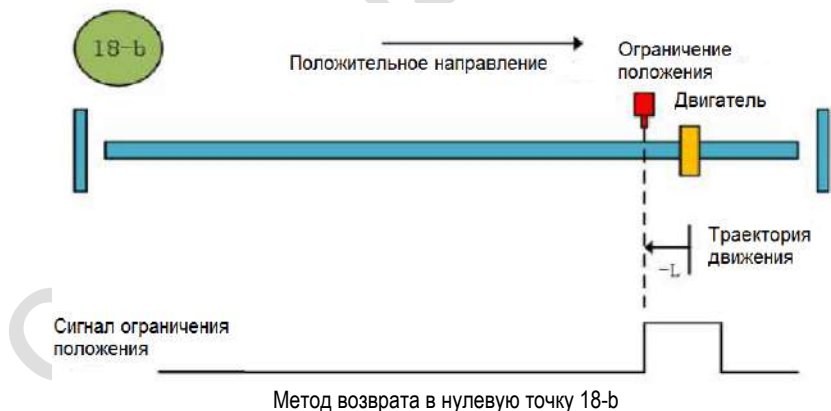 18-b
Положительное направление
Ограничение
положения
Двигатель
Траектория
движения
-L
Сигнал ограничения
положения
Метод возврата в нулевую точку 18-b